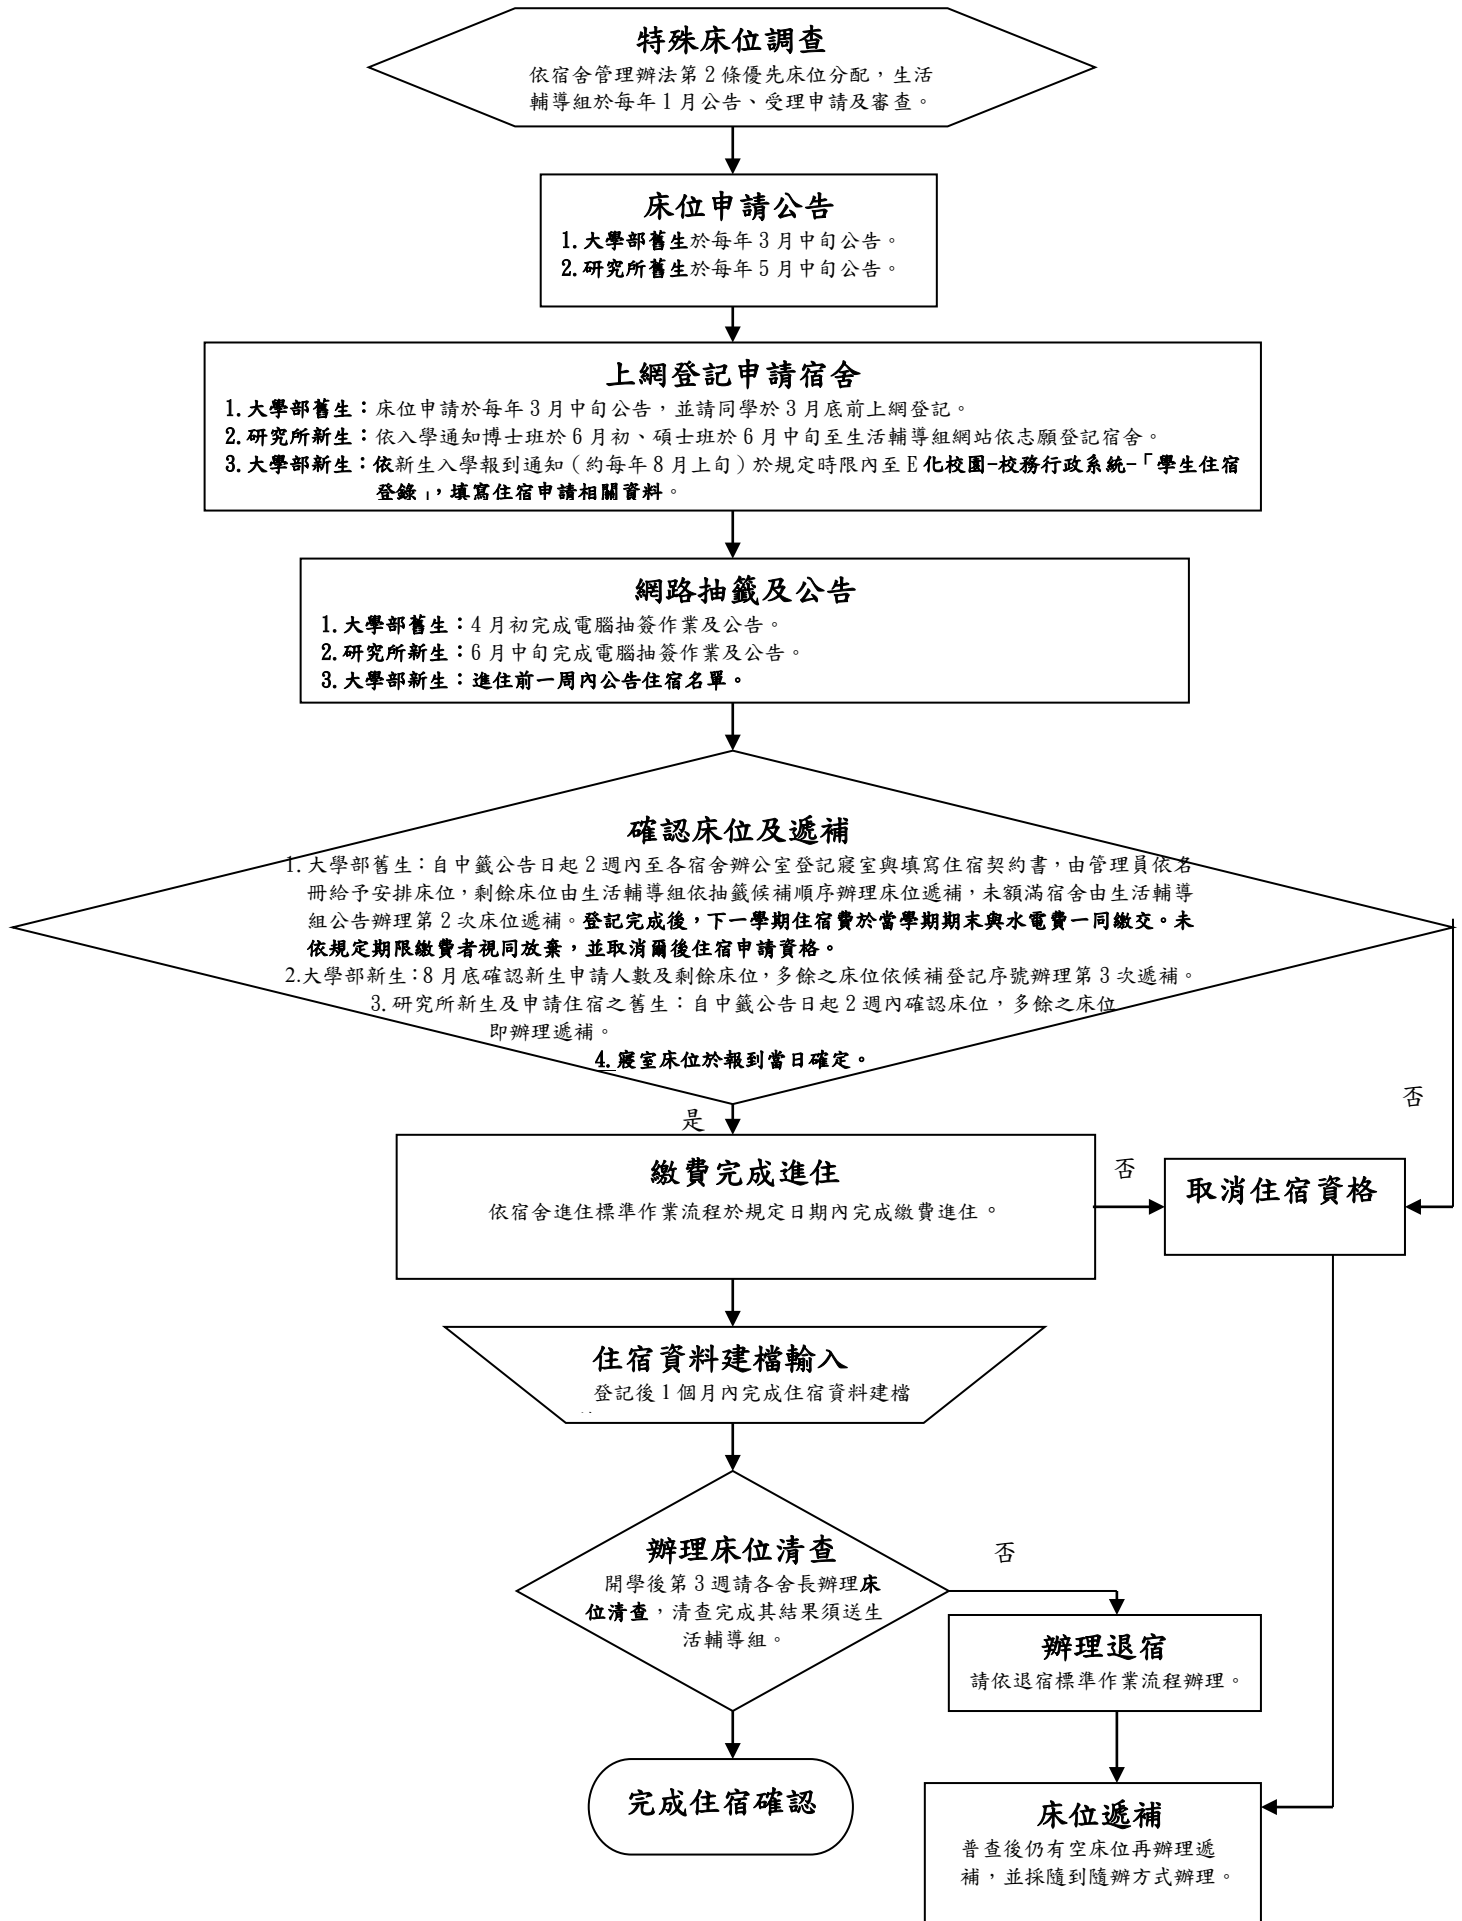 特殊床位調查
依宿舍管理辦法第2條優先床位分配，生活
輔導組於每年1月公告、受理申請及審查。
床位申請公告
1.大學部舊生於每年3月中旬公告。
2.研究所舊生於每年5月中旬公告。
上網登記申請宿舍
1.大學部舊生：床位申請於每年3月中旬公告，並請同學於3月底前上網登記。
2.研究所新生：依入學通知博士班於6月初、碩士班於6月中旬至生活輔導組網站依志願登記宿舍。
3.大學部新生：依新生入學報到通知（約每年8月上旬）於規定時限內至E化校園-校務行政系統-「學生住宿
登錄」，填寫住宿申請相關資料。
網路抽籤及公告
1.大學部舊生：4月初完成電腦抽簽作業及公告。
2.研究所新生：6月中旬完成電腦抽簽作業及公告。
3.大學部新生：進住前一周內公告住宿名單。
確認床位及遞補
1.大學部舊生：自中籤公告日起2週內至各宿舍辦公室登記寢室與填寫住宿契約書，由管理員依名
冊給予安排床位，剩餘床位由生活輔導組依抽籤候補順序辦理床位遞補，未額滿宿舍由生活輔導
組公告辦理第2次床位遞補。登記完成後，下一學期住宿費於當學期期末與水電費一同繳交。未
依規定期限繳費者視同放棄，並取消爾後住宿申請資格。
2.大學部新生：8月底確認新生申請人數及剩餘床位，多餘之床位依候補登記序號辦理第3次遞補。
3.研究所新生及申請住宿之舊生：自中籤公告日起2週內確認床位，多餘之床位
即辦理遞補。
4.寢室床位於報到當日確定。
否
是
繳費完成進住
依宿舍進住標準作業流程於規定日期內完成繳費進住。
否
取消住宿資格
住宿資料建檔輸入
登記後1個月內完成住宿資料建檔
辦理床位清查
開學後第3週請各舍長辦理床
位清查，清查完成其結果須送生
活輔導組。
否
辦理退宿
請依退宿標準作業流程辦理。
完成住宿確認
床位遞補
普查後仍有空床位再辦理遞
補，並採隨到隨辦方式辦理。